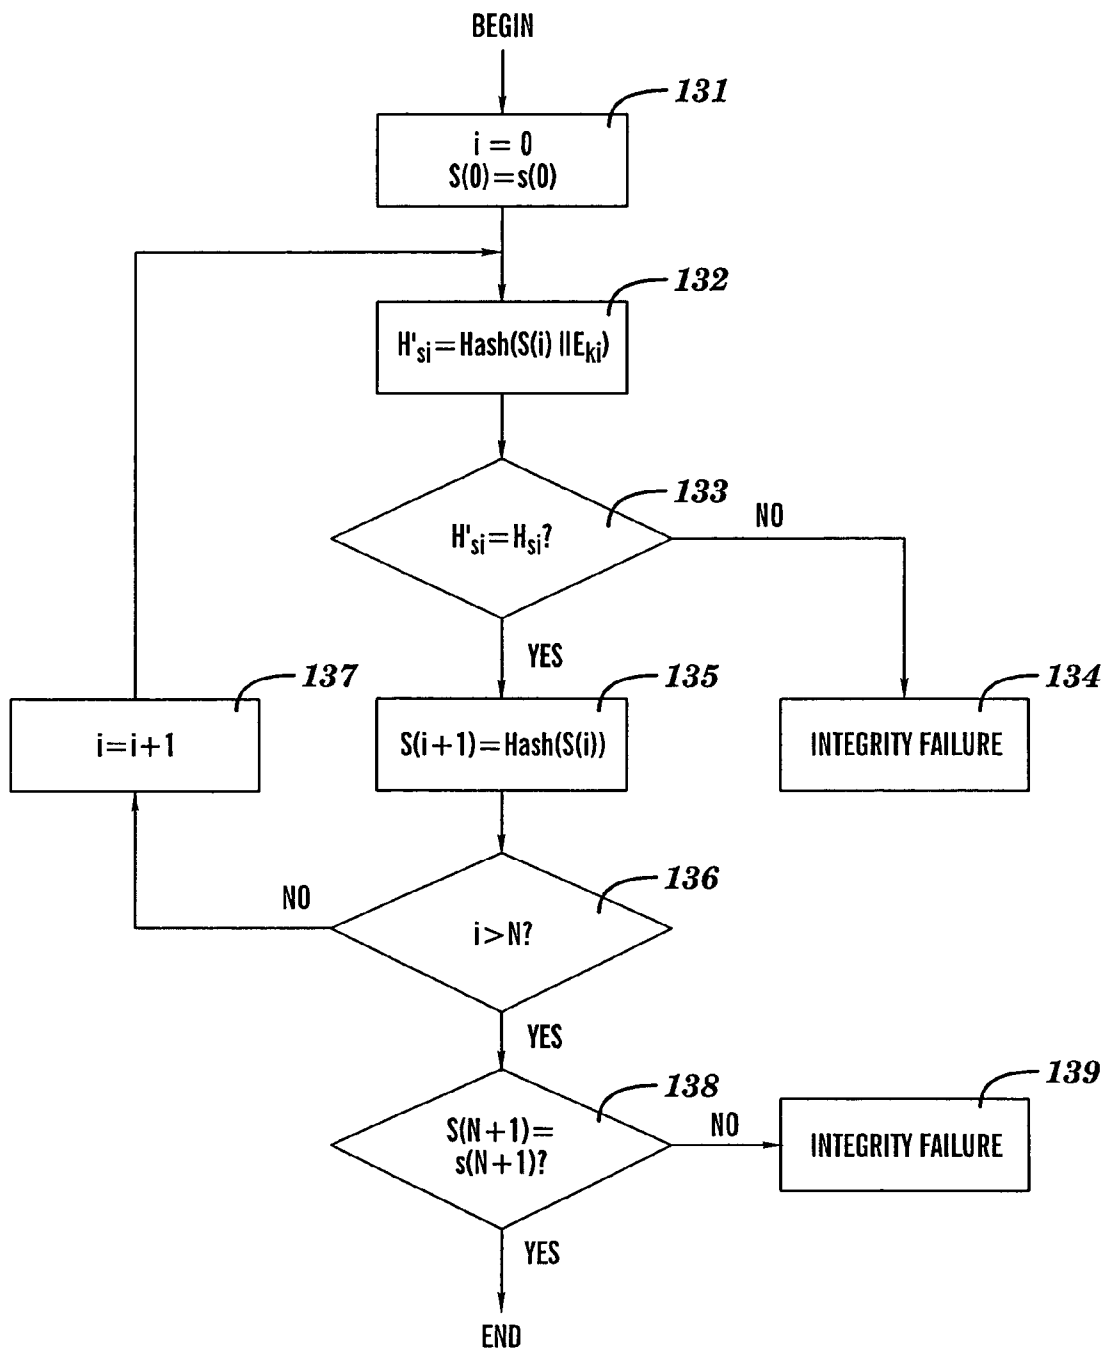 BEGIN
131
i = 0
S(0)=s(0)
132
H'si=Hash(S(i) ||Eki)
133
H'si=Hsi?
NO
YES
137
135
134
i=i+1
S(i+1)=Hash(S(i))
INTEGRITY FAILURE
136
NO
i>N?
YES
138
139
S(N+1)=
s(N+1)?
NO
INTEGRITY FAILURE
YES
END